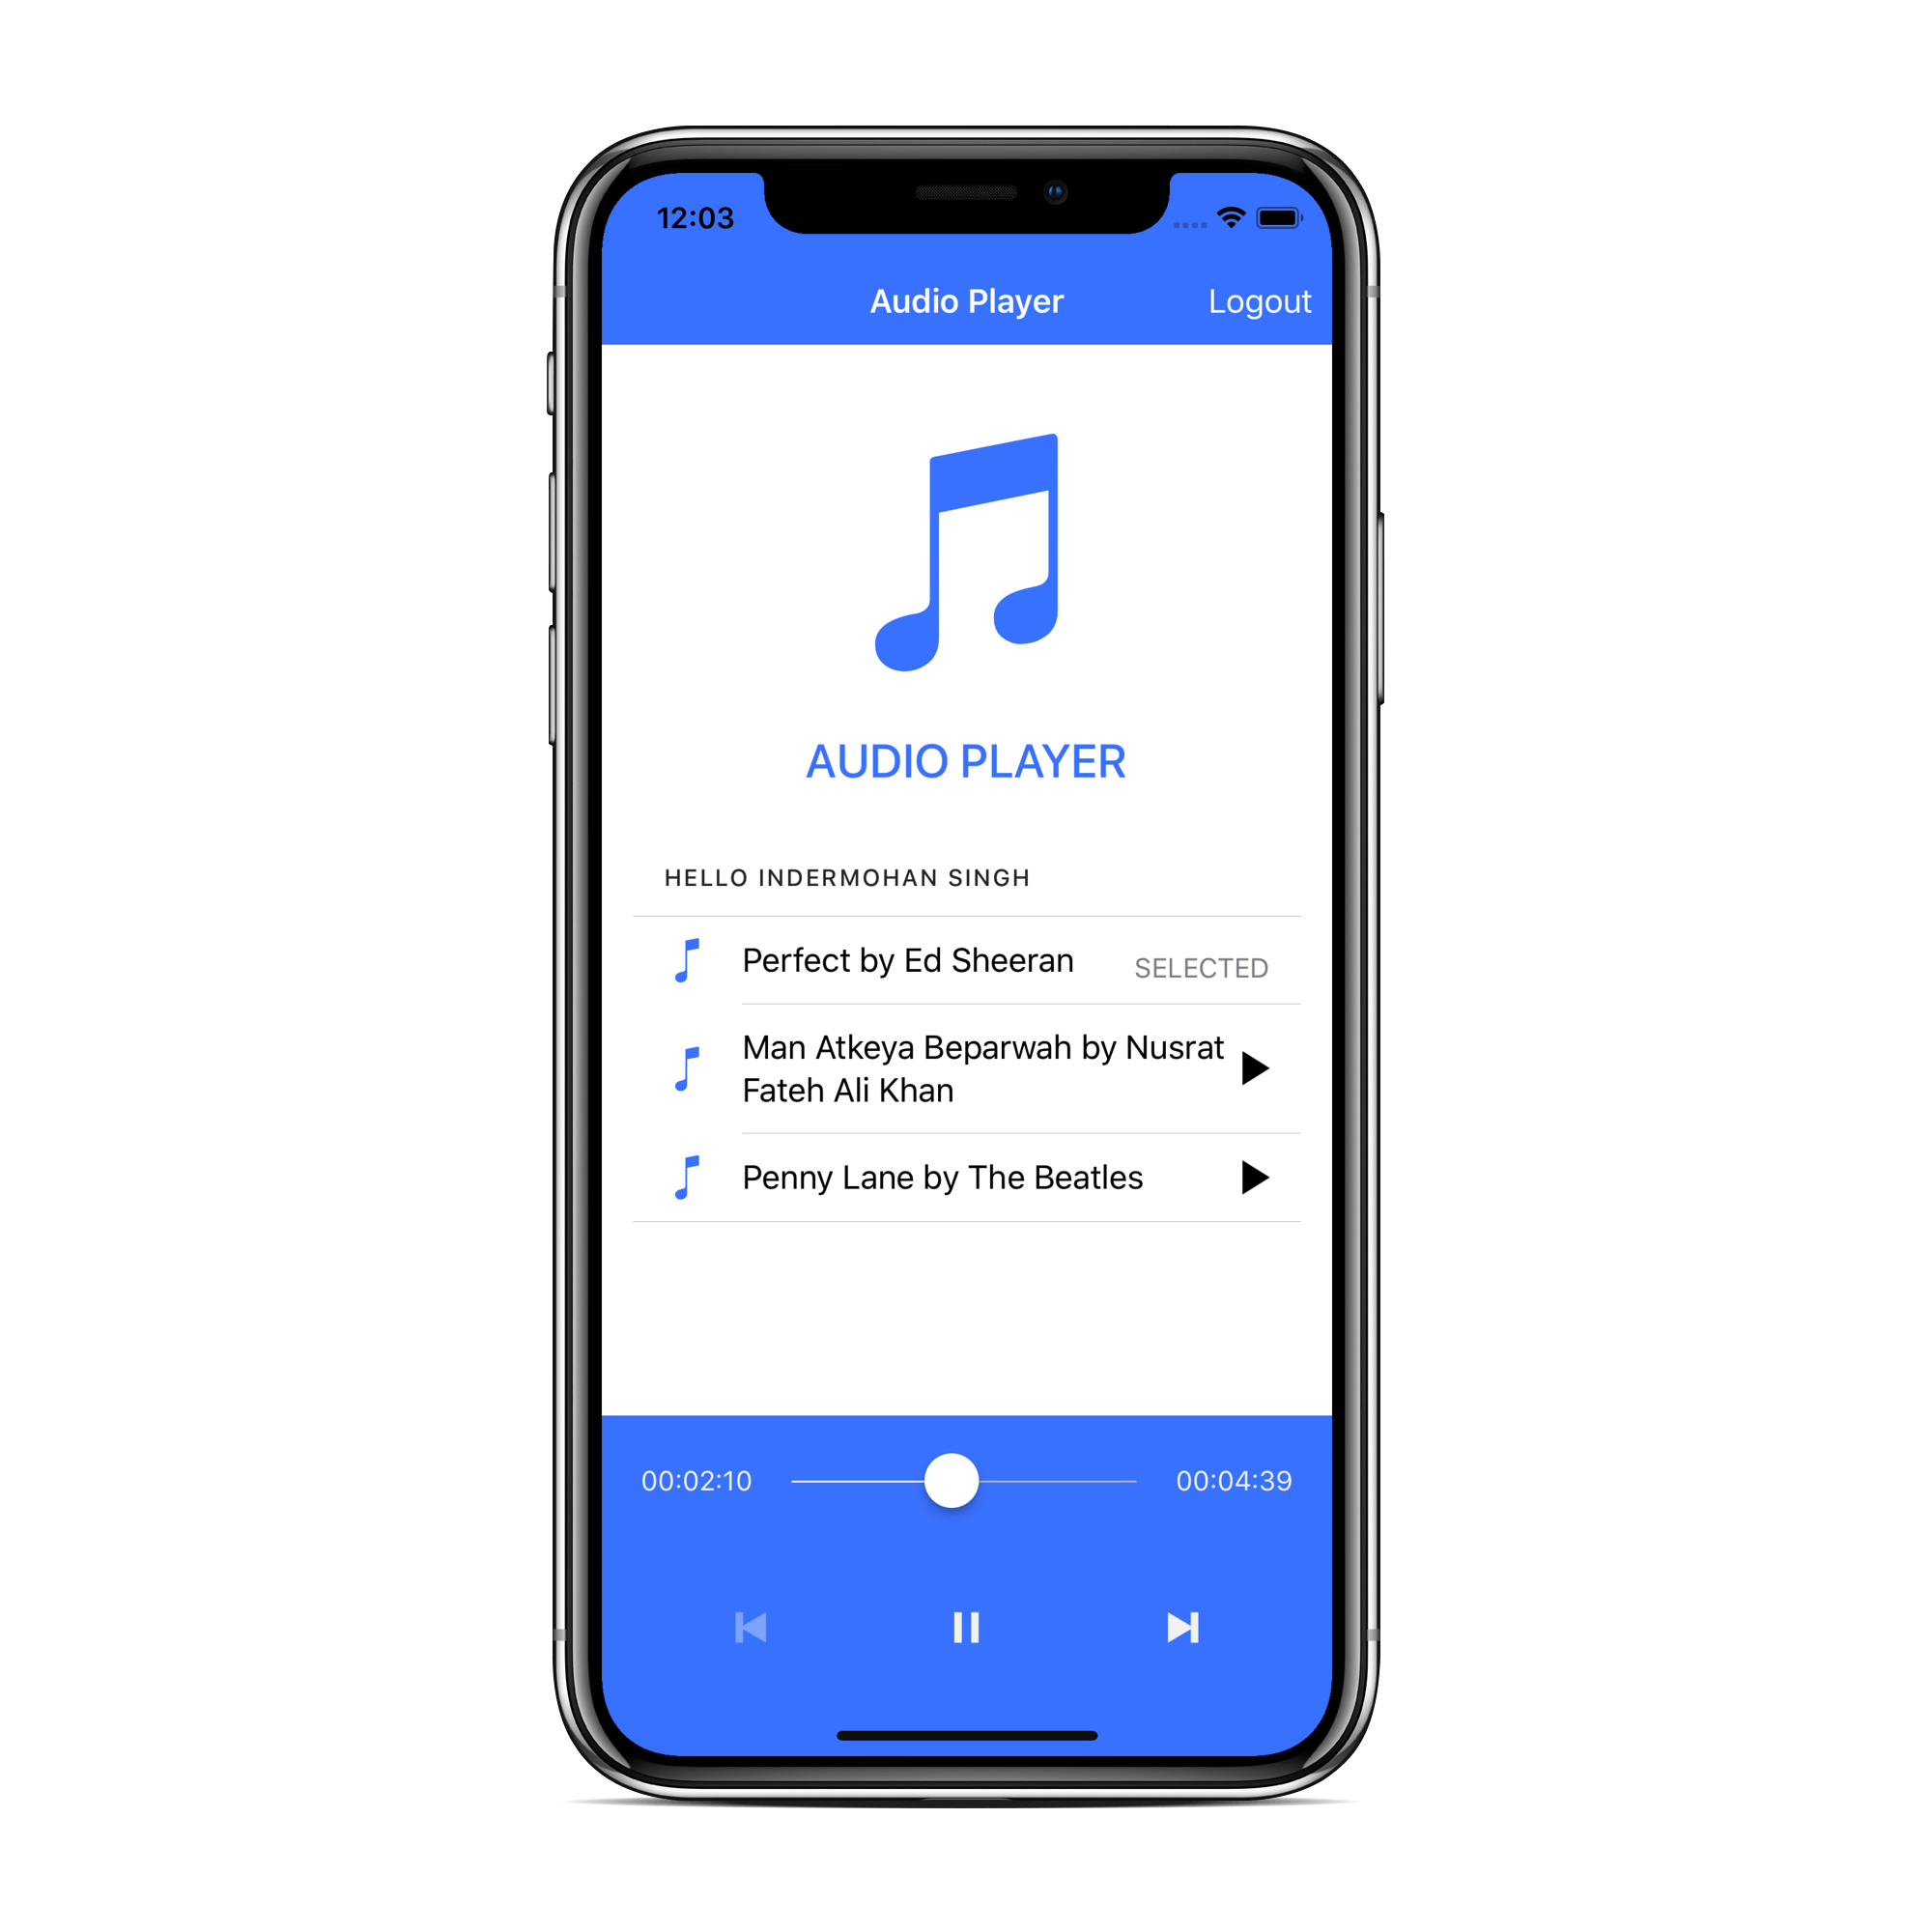 12:03
Audio Player
Logout
AUDIO PLAYER
HELLO INDERMOHAN SINGH
Perfect by Ed Sheeran
SELECTED
Man Atkeya Beparwah by Nusrat
Fateh Ali Khan
Penny Lane by The Beatles
00:02:10
00:04:39